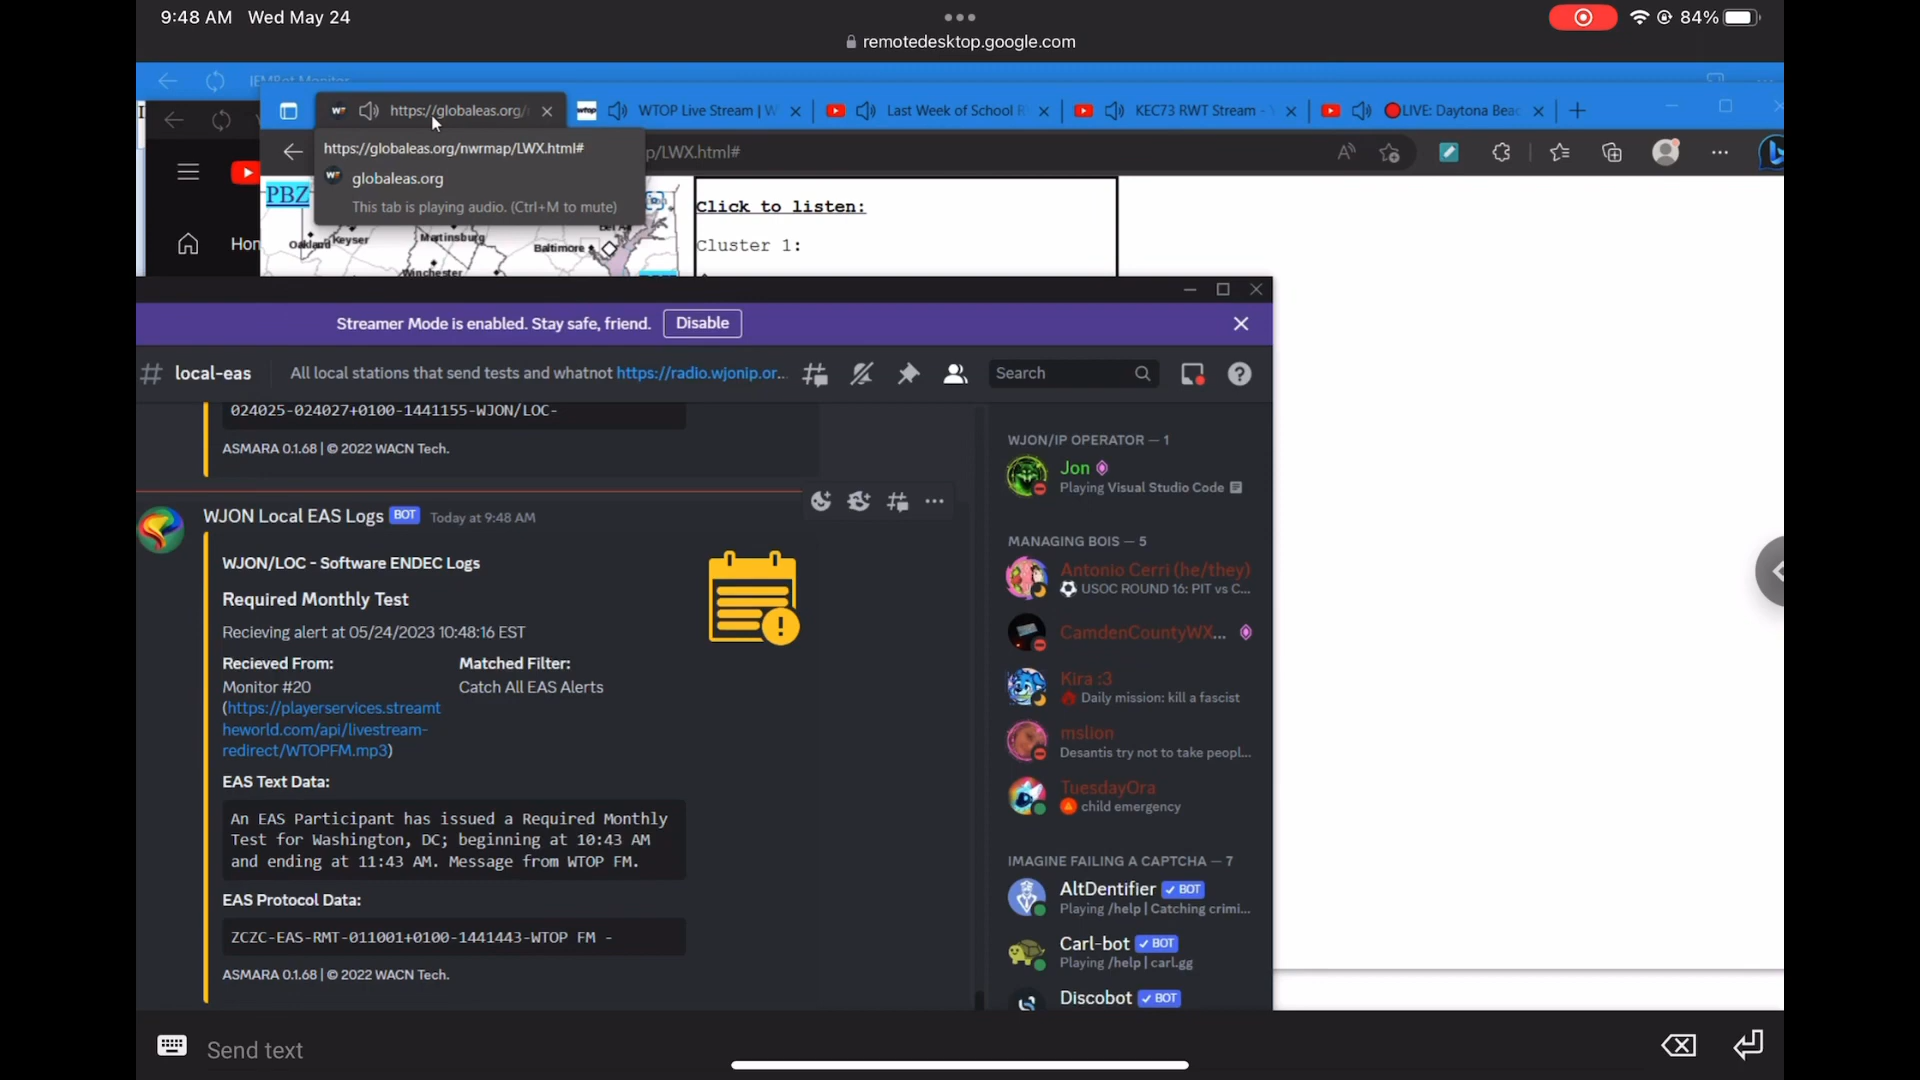 9:48 AM Wed May 24
84%
remotedesktop.google.com
IEMBot Monitor
https://globaleas.org/
WTOP Live Stream | W
Last Week of School R
KEC73 RWT Stream -
LIVE: Daytona Beac
https://globaleas.org/nwrmap/LWX.html#
p/LWX.html#
globaleas.org
This tab is playing audio. (Ctrl+M to mute)
PBZ
Hon
Oakland
Keyser
Martinsburg
Baltimore
Winchester
Click to listen:
Cluster 1:
Streamer Mode is enabled. Stay safe, friend.
Disable
local-eas
All local stations that send tests and whatnot https://radio.wjonip.or...
Search
024025-024027+0100-1441155-WJON/LOC-
ASMARA 0.1.68 | © 2022 WACN Tech.
WJON Local EAS Logs BOT Today at 9:48 AM
WJON/LOC - Software ENDEC Logs
Required Monthly Test
Recieving alert at 05/24/2023 10:48:16 EST
Recieved From:
Monitor #20
(https://playerservices.streamt
heworld.com/api/livestream-
redirect/WTOPFM.mp3)
Matched Filter:
Catch All EAS Alerts
EAS Text Data:
An EAS Participant has issued a Required Monthly
Test for Washington, DC; beginning at 10:43 AM
and ending at 11:43 AM. Message from WTOP FM.
EAS Protocol Data:
ZCZC-EAS-RMT-011001+0100-1441443-WTOP FM -
ASMARA 0.1.68 | © 2022 WACN Tech.
WJON/IP OPERATOR — 1
Jon
Playing Visual Studio Code
MANAGING BOIS — 5
Antonio Cerri (he/they)
USOC ROUND 16: PIT vs C...
CamdenCountyWX...
Kira :3
Daily mission: kill a fascist
mslion
Desantis try not to take peopl...
TuesdayOra
child emergency
IMAGINE FAILING A CAPTCHA — 7
AltDentifier BOT
Playing /help | Catching crimi...
Carl-bot BOT
Playing /help | carl.gg
Discobot BOT
Send text